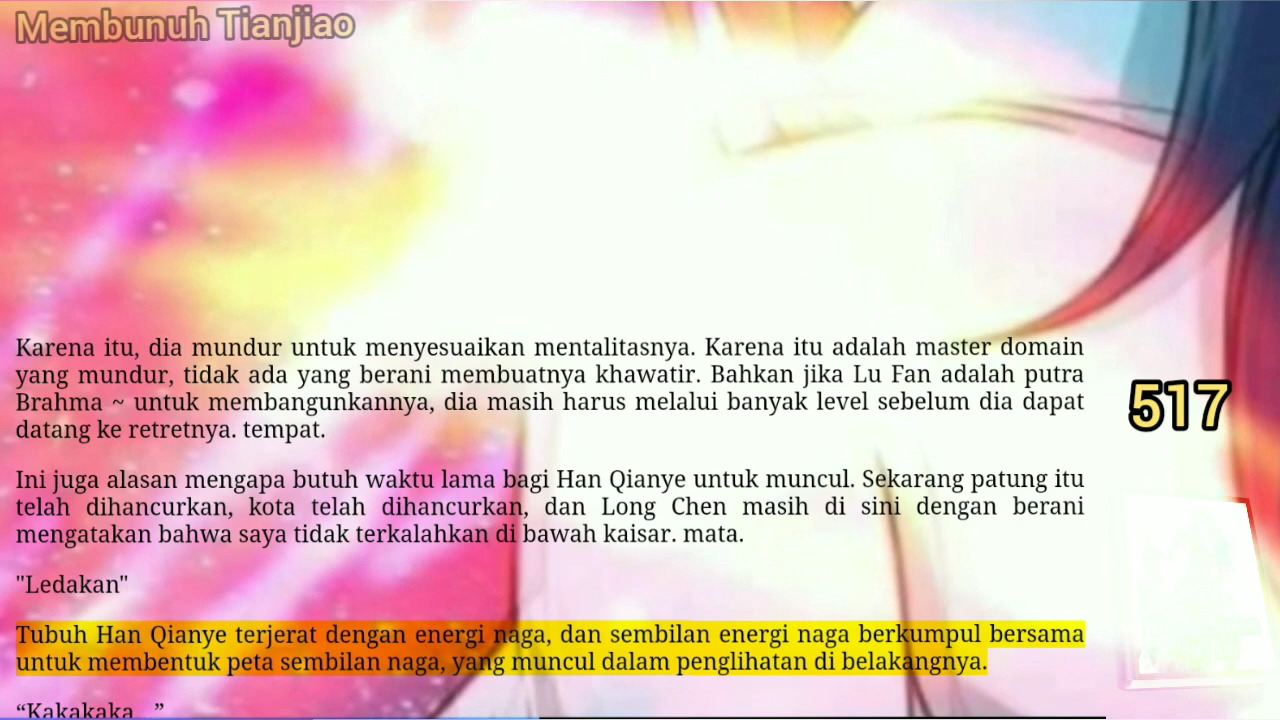 Membunuh Tianjiao
Karena itu, dia mundur untuk menyesuaikan mentalitasnya. Karena itu adalah master domain
yang mundur, tidak ada yang berani membuatnya khawatir. Bahkan jika Lu Fan adalah putra
Brahma ~ untuk membangunkannya, dia masih harus melalui banyak level sebelum dia dapat
datang ke retretnya. tempat.
517
Ini juga alasan mengapa butuh waktu lama bagi Han Qianye untuk muncul. Sekarang patung itu
telah dihancurkan, kota telah dihancurkan, dan Long Chen masih di sini dengan berani
mengatakan bahwa saya tidak terkalahkan di bawah kaisar. mata.
"Ledakan"
Tubuh Han Qianye terjerat dengan energi naga, dan sembilan energi naga berkumpul bersama
untuk membentuk peta sembilan naga, yang muncul dalam penglihatan di belakangnya.
“Kakakaka…”